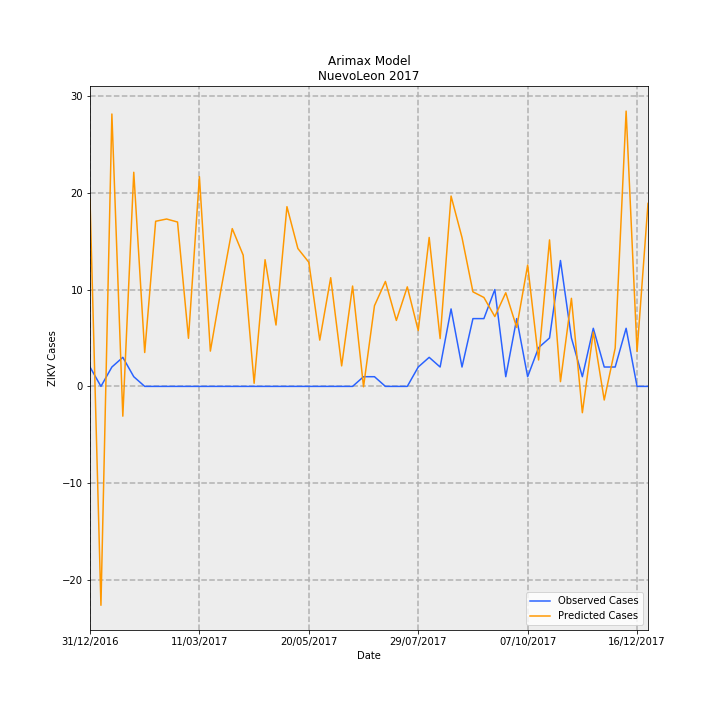 Arimax Model
NuevoLeon 2017
30
20
10
0
−10
−20
ZIKV Cases
31/12/2016
11/03/2017
20/05/2017
29/07/2017
07/10/2017
16/12/2017
Date
Observed Cases
Predicted Cases